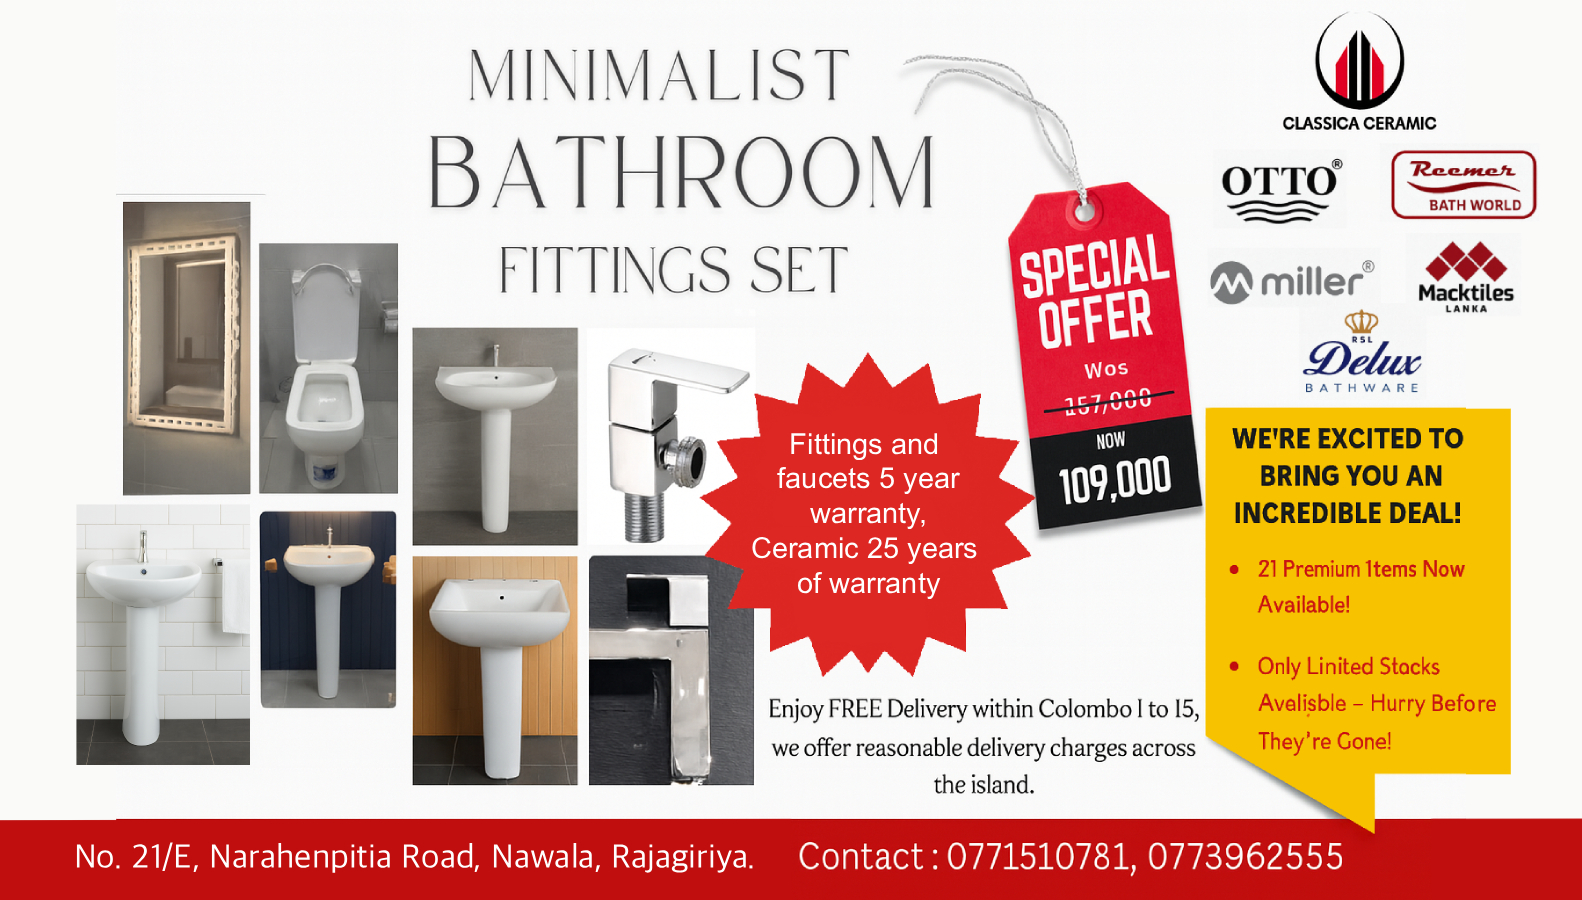 MINIMALIST
BATHROOM
FITTINGS SET
CLASSICA CERAMIC
OTTO®
Reemer
BATH WORLD
miller®
Macktiles
LANKA
RSL
Delux
BATHWARE
SPECIAL
OFFER
Wos
157,000
NOW
109,000
Fittings and
faucets 5 year
warranty,
Ceramic 25 years
of warranty
WE'RE EXCITED TO
BRING YOU AN
INCREDIBLE DEAL!
• 21 Premium 1tems Now
Available!
• Only Linited Stocks
Avelisble – Hurry Before
They're Gone!
Enjoy FREE Delivery within Colombo 1 to 15,
we offer reasonable delivery charges across
the island.
No. 21/E, Narahenpitia Road, Nawala, Rajagiriya.
Contact : 0771510781, 0773962555